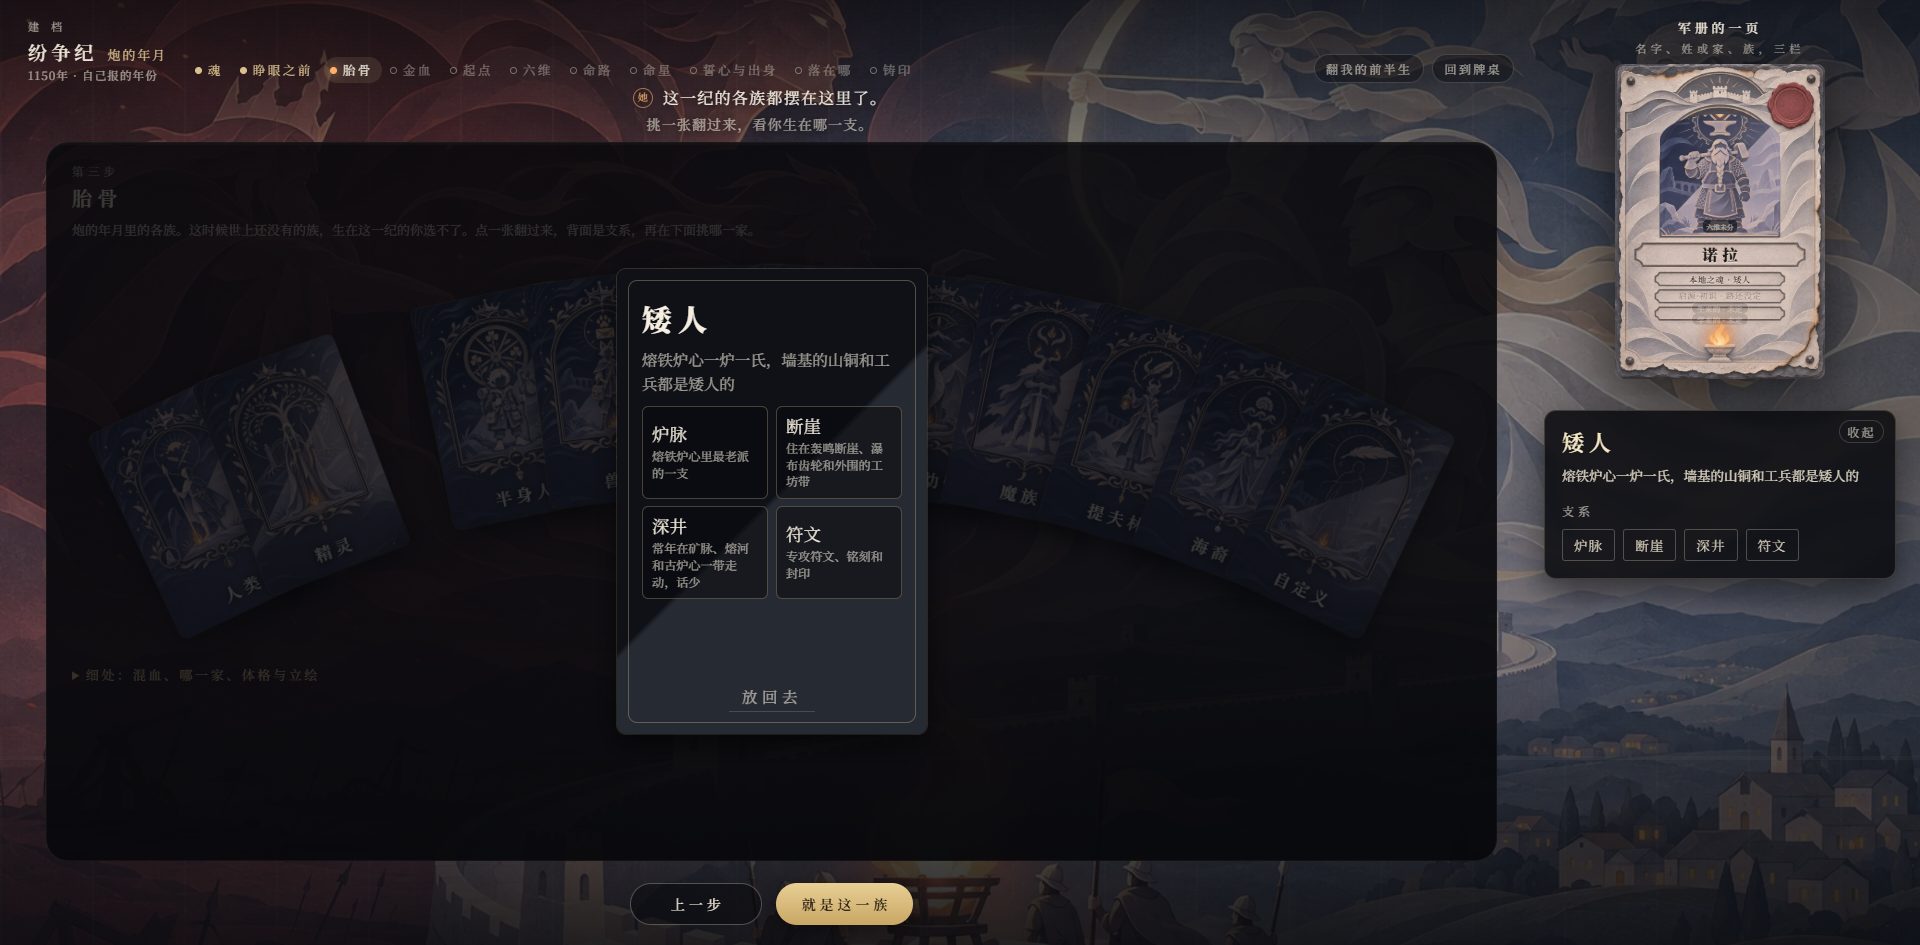 建档
纷争纪 炮的年月
1150年 · 自己报的年份
魂 睁眼之前 胎骨 金血 起点 六维 命路 命星 誓心与出身 落在哪 铸印
她 这一纪的各族都摆在这里了。
挑一张翻过来，看你生在哪一支。
翻我的前半生 回到牌桌
第三步
胎骨
炮的年月里的各族。这时候世上还没有的族，生在这一纪的你选不了。点一张翻过来，背面是支系，再在下面挑哪一家。
人类
精灵
半身人
兽
矮人
熔铁炉心一炉一氏，墙基的山铜和工
兵都是矮人的
炉脉
熔铁炉心里最老派
的一支
断崖
住在轰鸣断崖、瀑
布齿轮和外围的工
坊带
深井
常年在矿脉、熔河
和古炉心一带走
动，话少
符文
专攻符文、铭刻和
封印
放回去
魔族
提夫林
海裔
自定义
细处：混血、哪一家、体格与立绘
上一步 就是这一族
军册的一页
名字、姓或家、族，三栏
六维未分
诺拉
本地之魂 · 矮人
矮人
收起
熔铁炉心一炉一氏，墙基的山铜和工兵都是矮人的
支系
炉脉 断崖 深井 符文